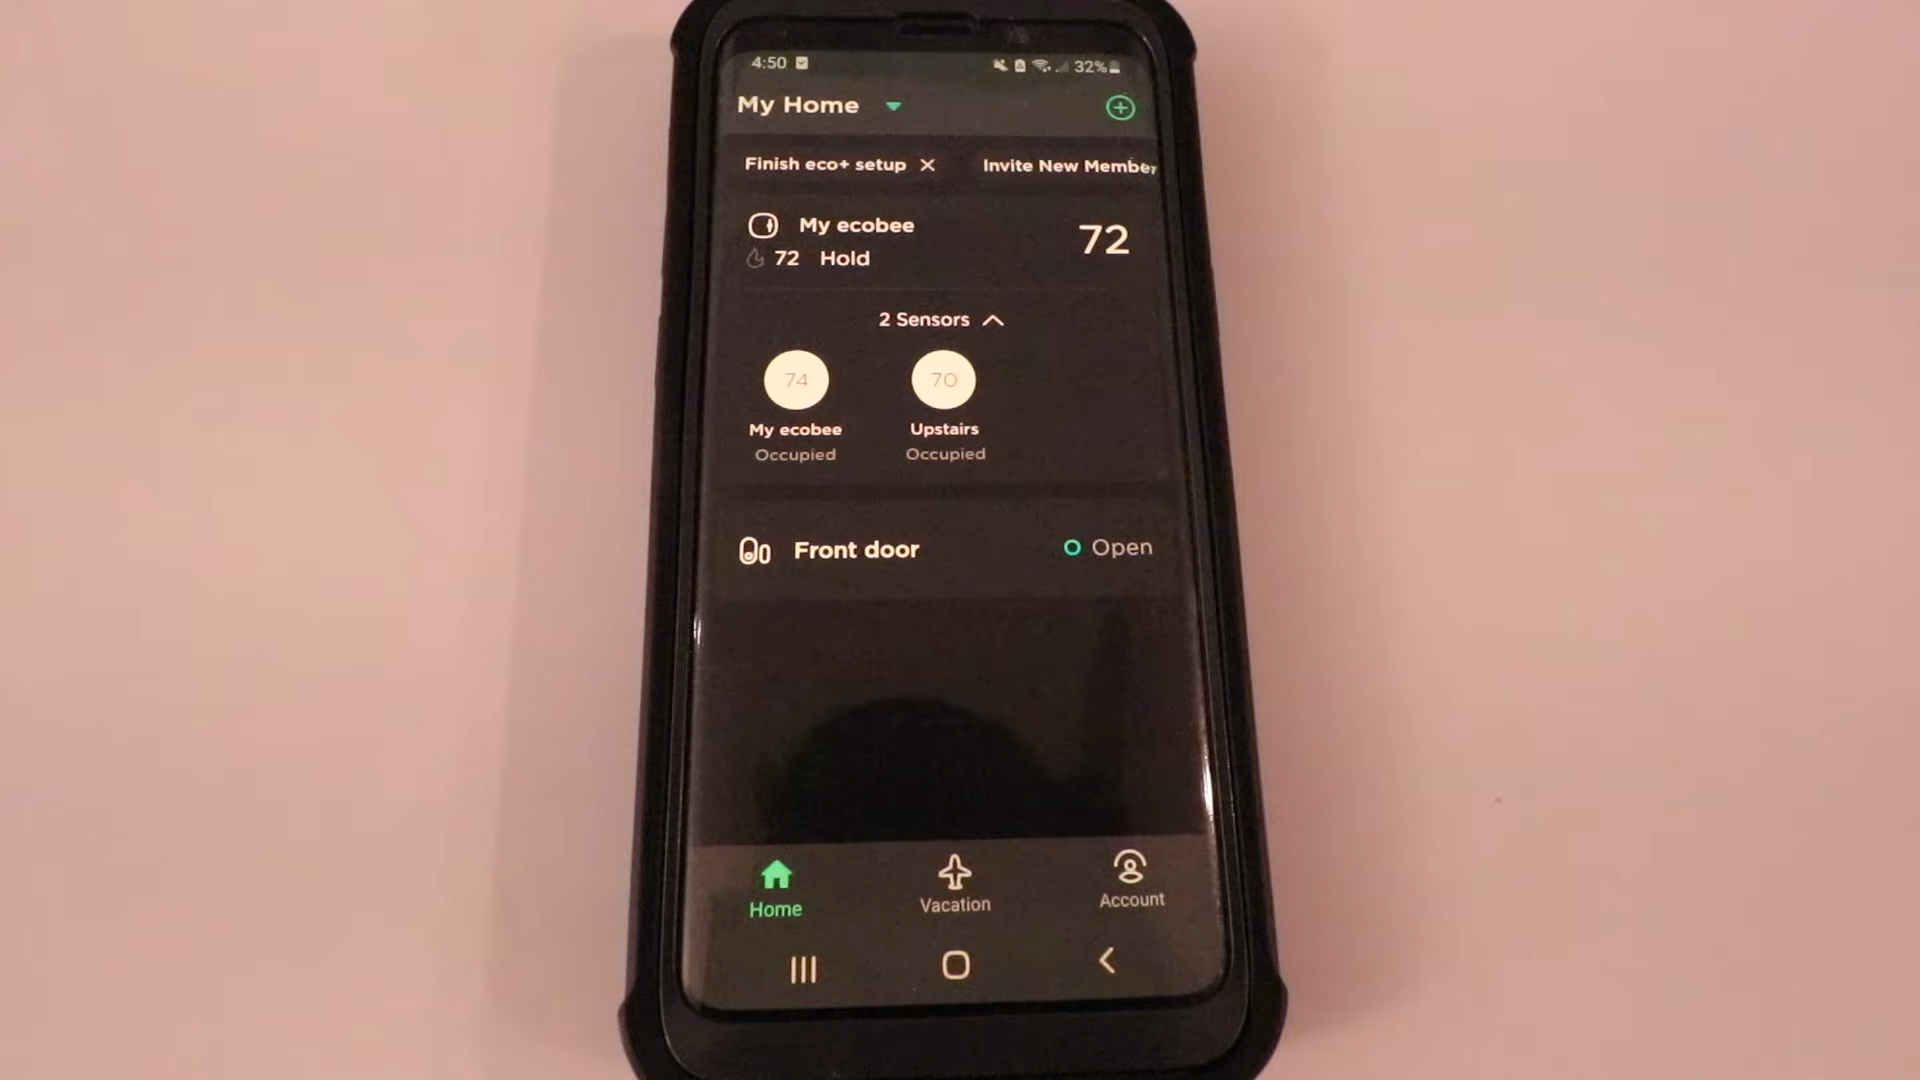 4:50 32%
My Home
Finish eco+ setup Invite New Member
My ecobee 72
72 Hold
2 Sensors
74 70
My ecobee Upstairs
Occupied Occupied
Front door Open
Home Vacation Account